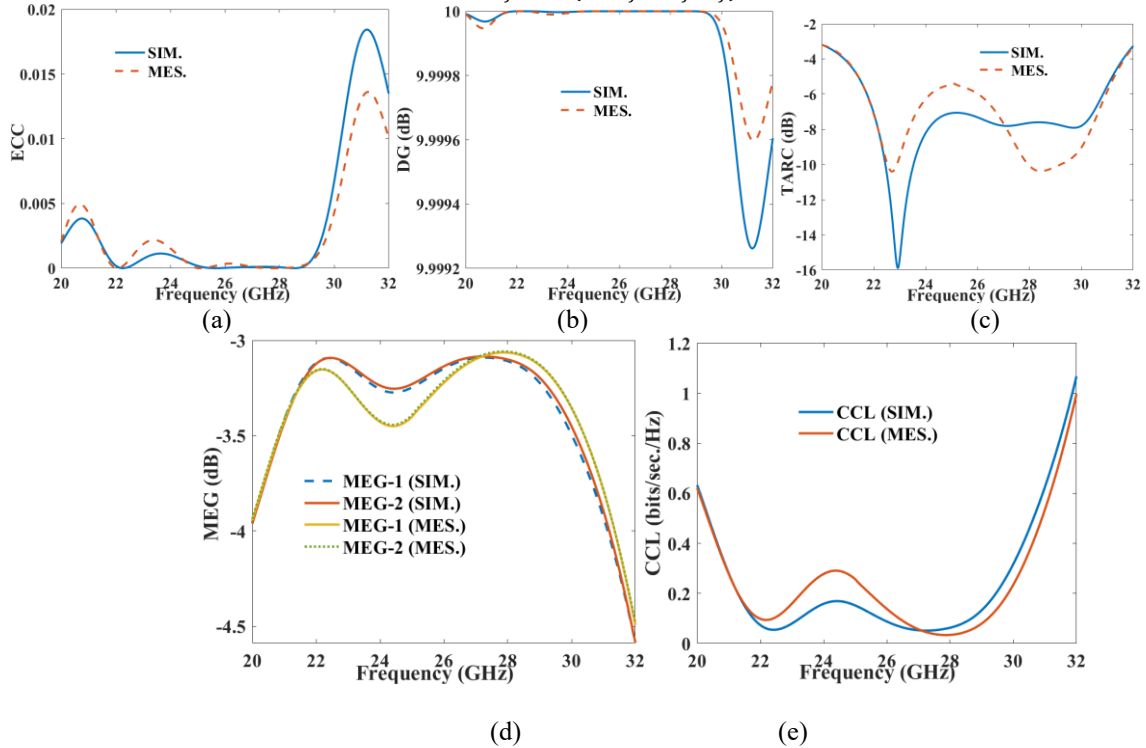 0.02
0.015
0.01
0.005
0
ECC
SIM.
MES.
20 22 24 26 28 30 32
Frequency (GHz)
(a)
10
9.9998
9.9996
9.9994
9.9992
DG (dB)
SIM.
MES.
20 22 24 26 28 30 32
Frequency (GHz)
(b)
-2
-4
-6
-8
-10
-12
-14
-16
TARC (dB)
SIM.
MES.
20 22 24 26 28 30 32
Frequency (GHz)
(c)
-3
-3.5
-4
-4.5
MEG (dB)
MEG-1 (SIM.)
MEG-2 (SIM.)
MEG-1 (MES.)
MEG-2 (MES.)
20 22 24 26 28 30 32
Frequency (GHz)
(d)
1.2
1
0.8
0.6
0.4
0.2
0
CCL (bits/sec./Hz)
CCL (SIM.)
CCL (MES.)
20 22 24 26 28 30 32
Frequency (GHz)
(e)